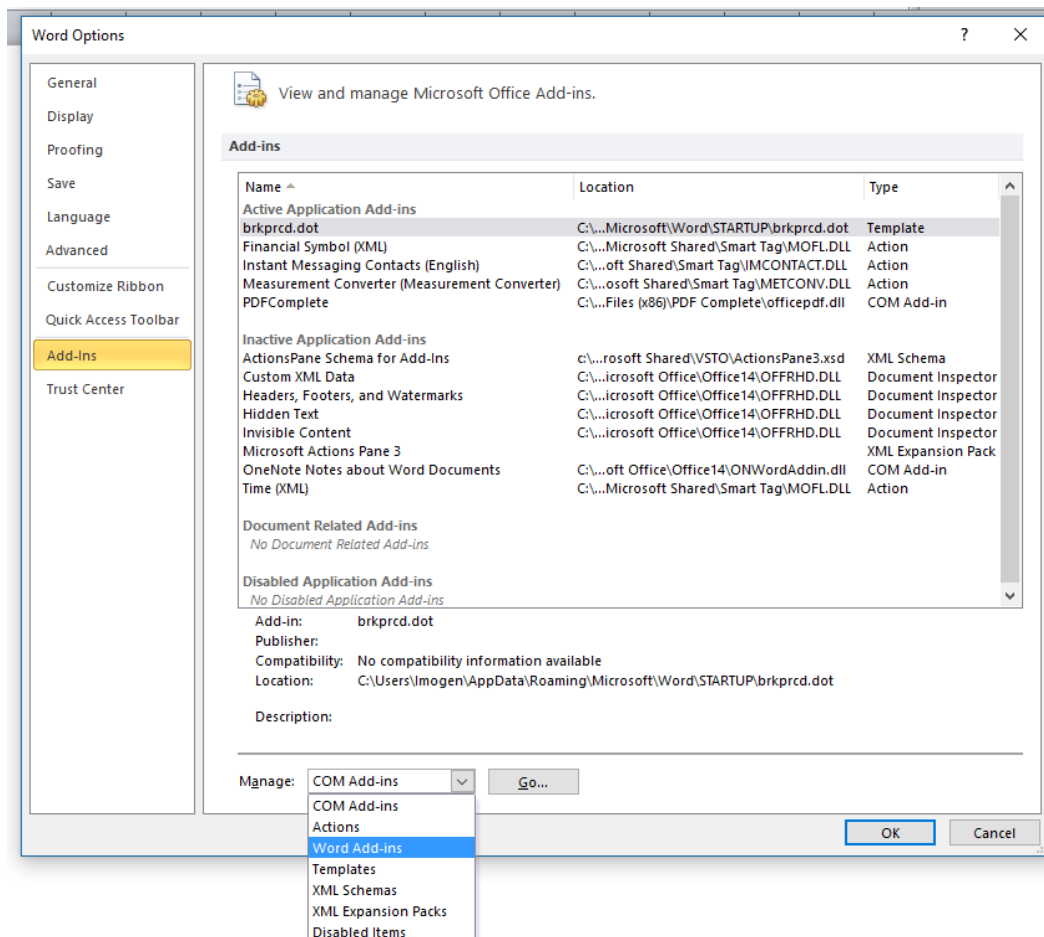 Word Options ?
General
Display
Proofing
Save
Language
Advanced
Customize Ribbon
Quick Access Toolbar
Add-Ins
Trust Center
View and manage Microsoft Office Add-ins.
Add-ins
Name Location Type
Active Application Add-ins
brkprcd.dot C:\...Microsoft\Word\STARTUP\brkprcd.dot Template
Financial Symbol (XML) C:\...Microsoft Shared\Smart Tag\MOFL.DLL Action
Instant Messaging Contacts (English) C:\...oft Shared\Smart Tag\IMCONTACT.DLL Action
Measurement Converter (Measurement Converter) C:\...osoft Shared\Smart Tag\METCONV.DLL Action
PDFComplete C:\...Files (x86)\PDF Complete\officepdf.dll COM Add-in
Inactive Application Add-ins
ActionsPane Schema for Add-Ins c:\...rosoft Shared\VSTO\ActionsPane3.xsd XML Schema
Custom XML Data C:\...icrosoft Office\Office14\OFFRHD.DLL Document Inspector
Headers, Footers, and Watermarks C:\...icrosoft Office\Office14\OFFRHD.DLL Document Inspector
Hidden Text C:\...icrosoft Office\Office14\OFFRHD.DLL Document Inspector
Invisible Content C:\...icrosoft Office\Office14\OFFRHD.DLL Document Inspector
Microsoft Actions Pane 3 XML Expansion Pack
OneNote Notes about Word Documents C:\...oft Office\Office14\ONWordAddin.dll COM Add-in
Time (XML) C:\...Microsoft Shared\Smart Tag\MOFL.DLL Action
Document Related Add-ins
No Document Related Add-ins
Disabled Application Add-ins
No Disabled Application Add-ins
Add-in: brkprcd.dot
Publisher:
Compatibility: No compatibility information available
Location: C:\Users\Imogen\AppData\Roaming\Microsoft\Word\STARTUP\brkprcd.dot
Description:
Manage: COM Add-ins Go...
COM Add-ins
Actions
Word Add-ins
Templates
XML Schemas
XML Expansion Packs
Disabled Items
OK Cancel